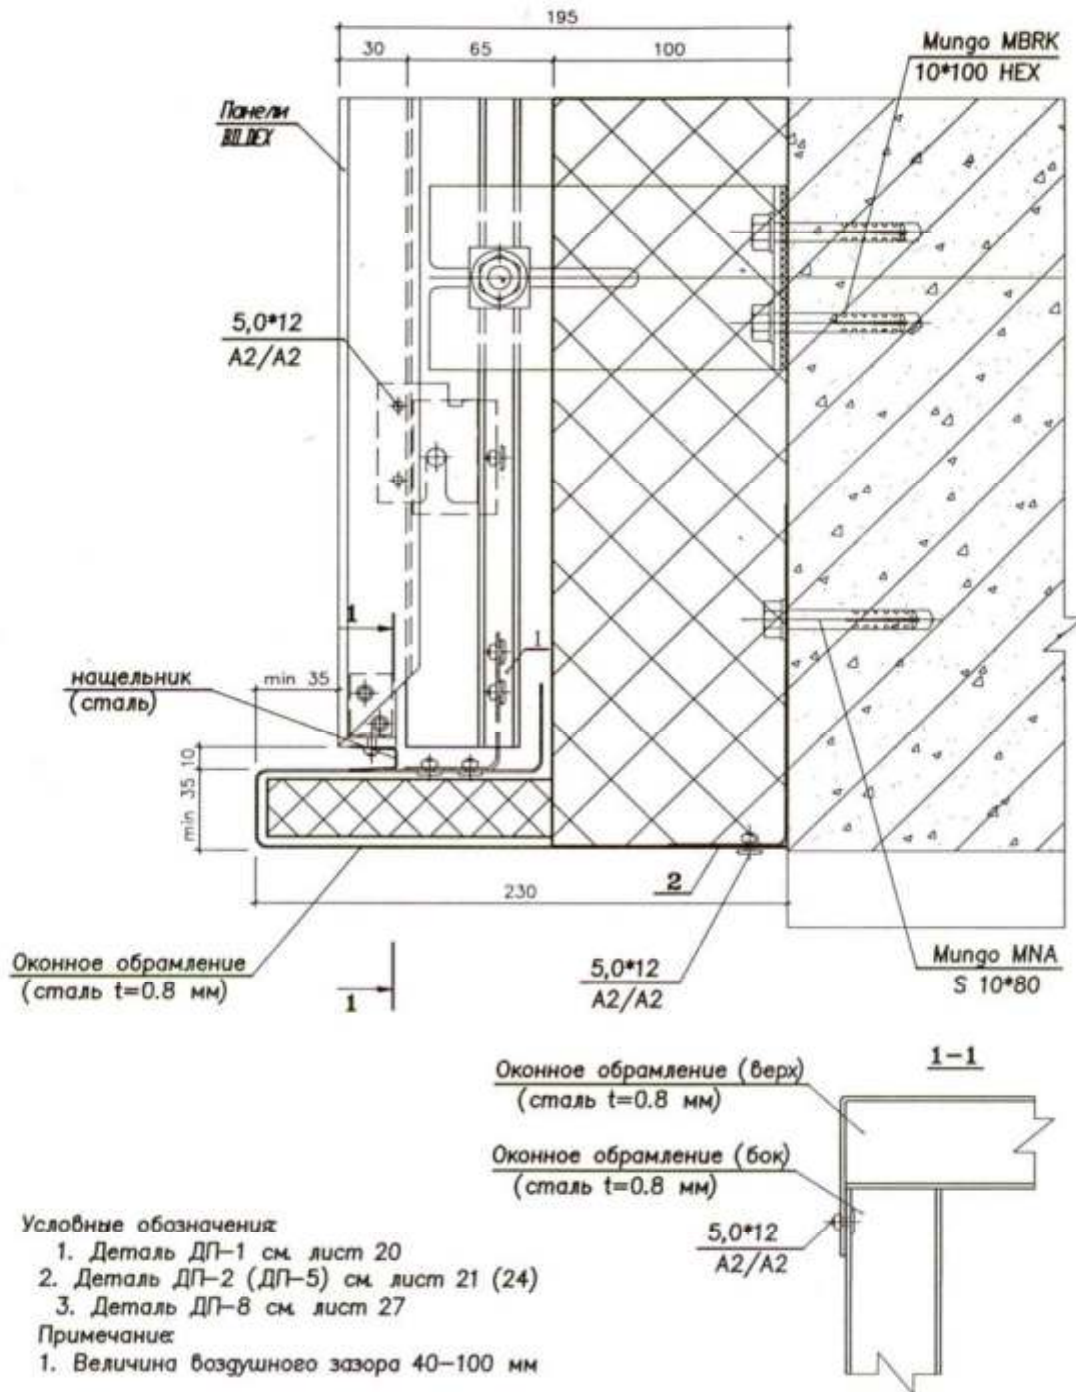 195
30 65 100
Mungo MBRK
10*100 HEX
Панели
BILDEX
5,0*12
A2/A2
1
1
нащельник
(сталь)
min 35
10
min 35
2
230
Оконное обрамление
(сталь t=0.8 мм)
1
5,0*12
A2/A2
Mungo MNA
S 10*80
1-1
Оконное обрамление (верх)
(сталь t=0.8 мм)
Оконное обрамление (бок)
(сталь t=0.8 мм)
5,0*12
A2/A2
Условные обозначения:
1. Деталь ДП-1 см. лист 20
2. Деталь ДП-2 (ДП-5) см. лист 21 (24)
3. Деталь ДП-8 см. лист 27
Примечание:
1. Величина воздушного зазора 40-100 мм